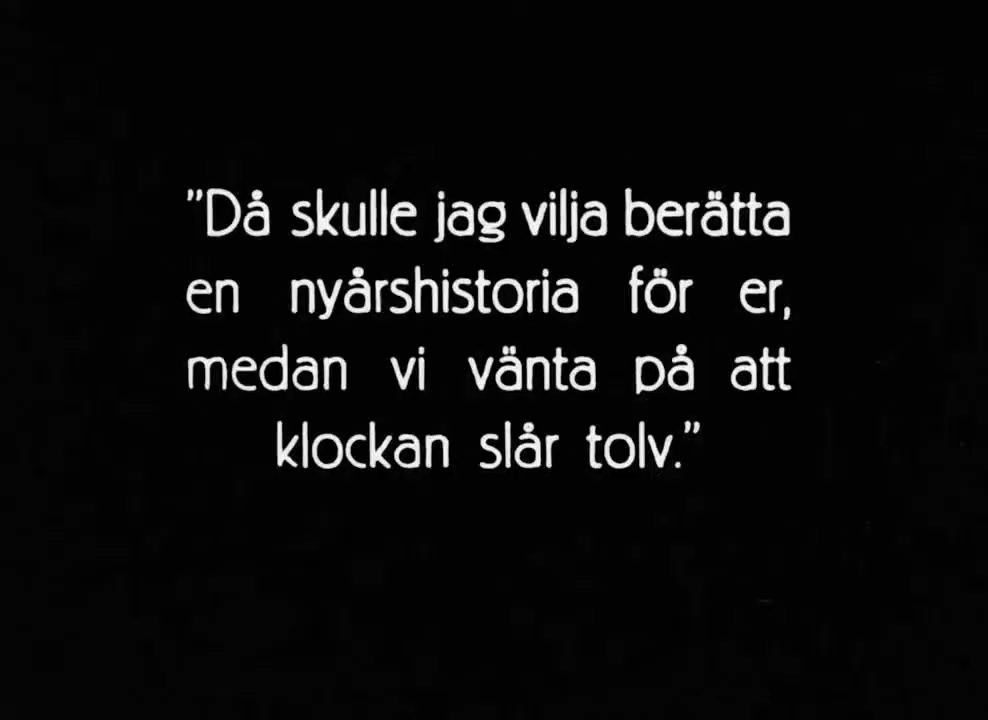 ”Då skulle jag vilja berätta
en nyårshistoria för er,
medan vi vänta på att
klockan slår tolv.”